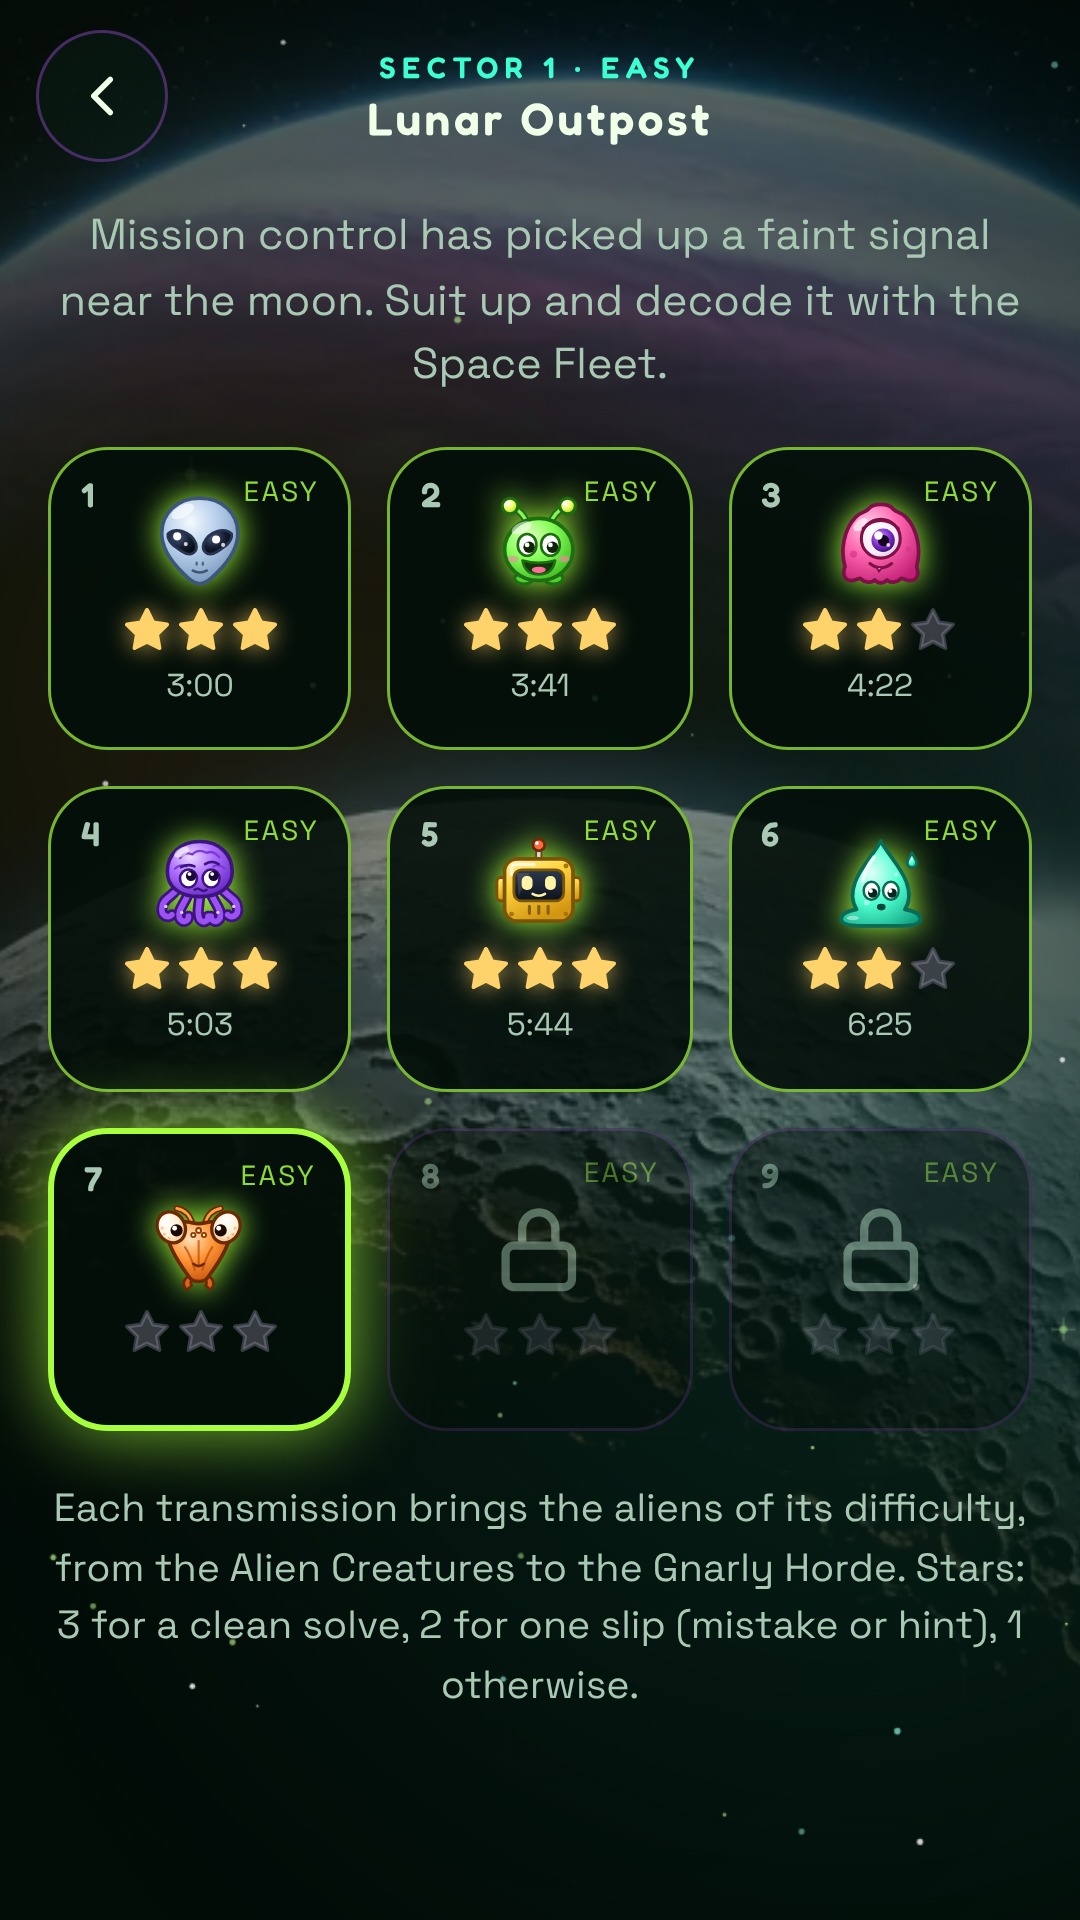 SECTOR 1 · EASY
Lunar Outpost
Mission control has picked up a faint signal
near the moon. Suit up and decode it with the
Space Fleet.
1 EASY
2 EASY
3 EASY
3:00
3:41
4:22
4 EASY
5 EASY
6 EASY
5:03
5:44
6:25
7 EASY
8 EASY
9 EASY
Each transmission brings the aliens of its difficulty,
from the Alien Creatures to the Gnarly Horde. Stars:
3 for a clean solve, 2 for one slip (mistake or hint), 1
otherwise.